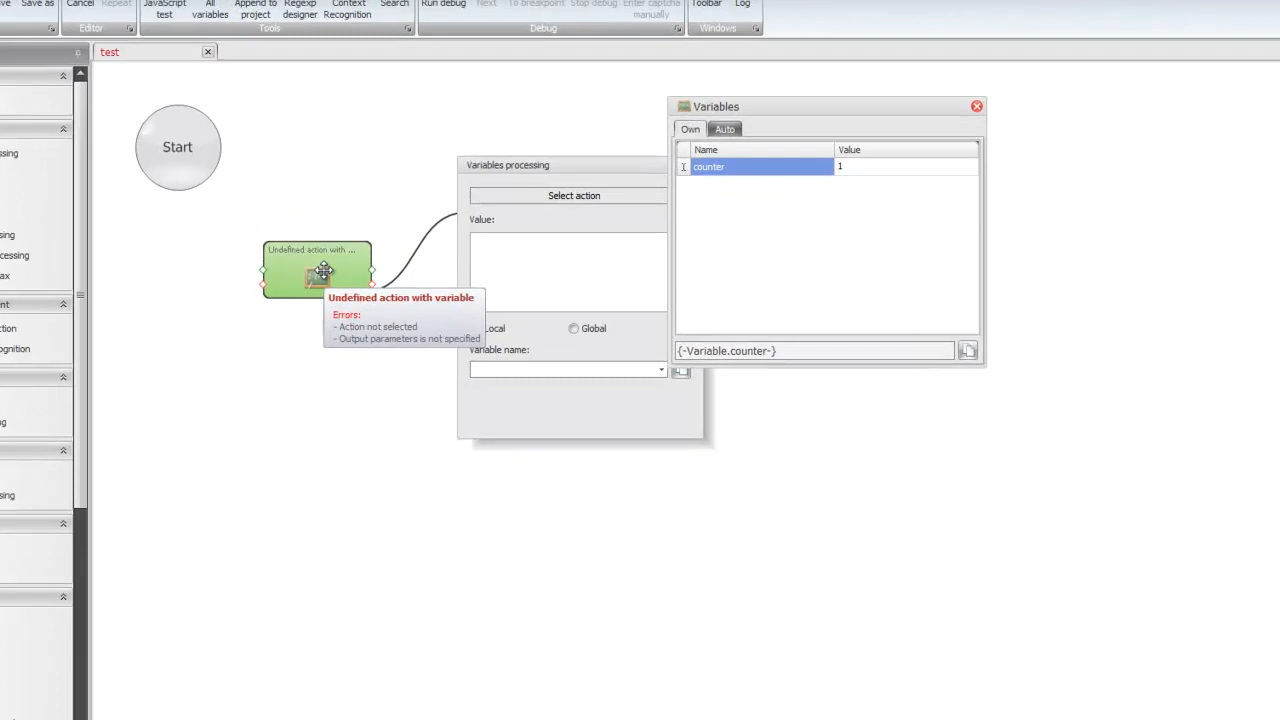 Save as
Cancel Repeat
JavaScript test
All variables
Append to project
Regexp designer
Context Recognition
Search
Run debug
Next
To breakpoint
Stop debug
Enter captcha manually
Toolbar
Log
Editor
Tools
Debug
Windows
test
Start
Variables processing
Select action
Value:
Local
Global
Variable name:
Undefined action with ...
Undefined action with variable
Errors:
- Action not selected
- Output parameters is not specified
Variables
Own Auto
Name Value
counter 1
{-Variable.counter-}